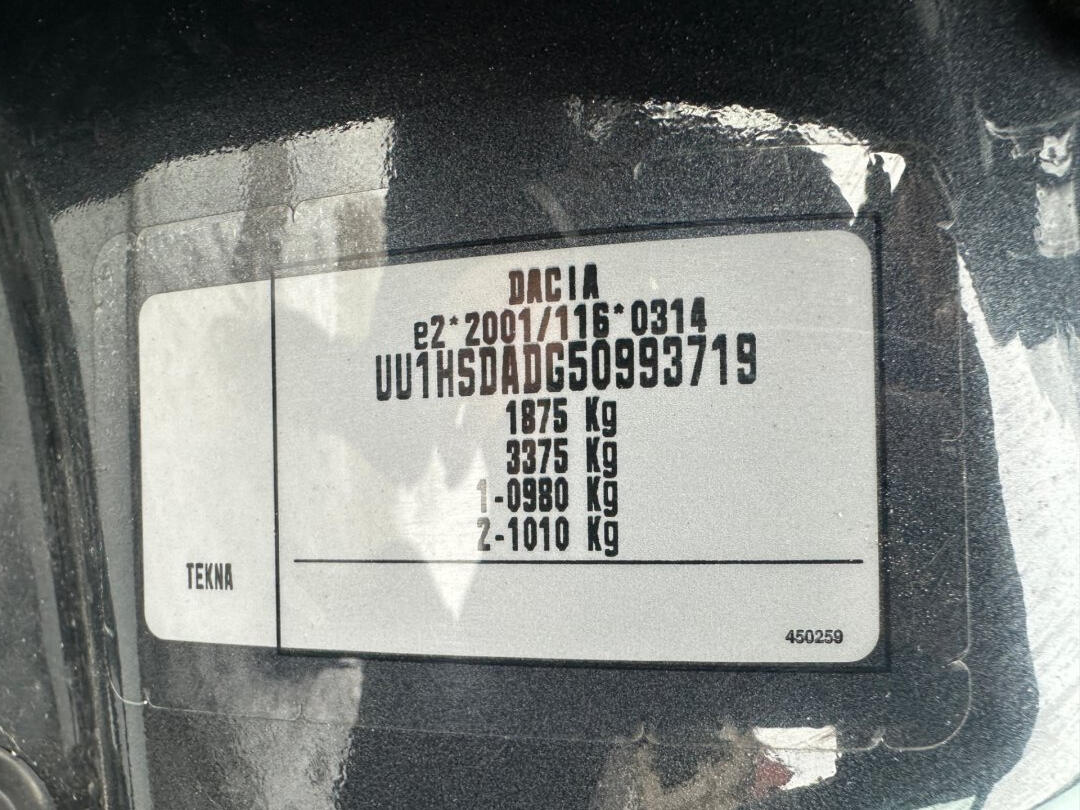 DACIA
e2*2001/116*0314
UU1HSDADG50993719
1875 Kg
3375 Kg
1-0980 Kg
2-1010 Kg
TEKNA
450259